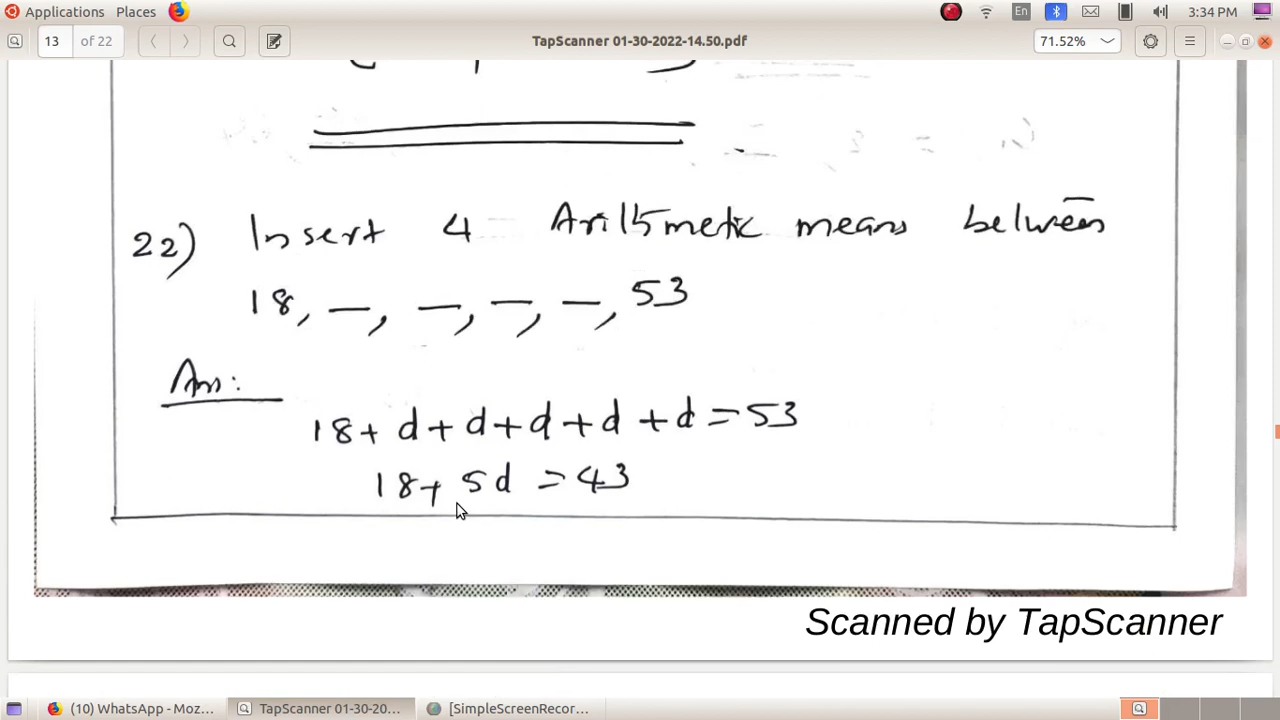 Applications Places En 3:34 PM
13 of 22 TapScanner 01-30-2022-14.50.pdf 71.52%
22) Insert 4 Arithmetic means between
18, —, —, —, —, 53
Ans:
18+ d+d+d+d+d=53
18+ 5d =43
Scanned by TapScanner
(10) WhatsApp - Moz... TapScanner 01-30-20... [SimpleScreenRecor...